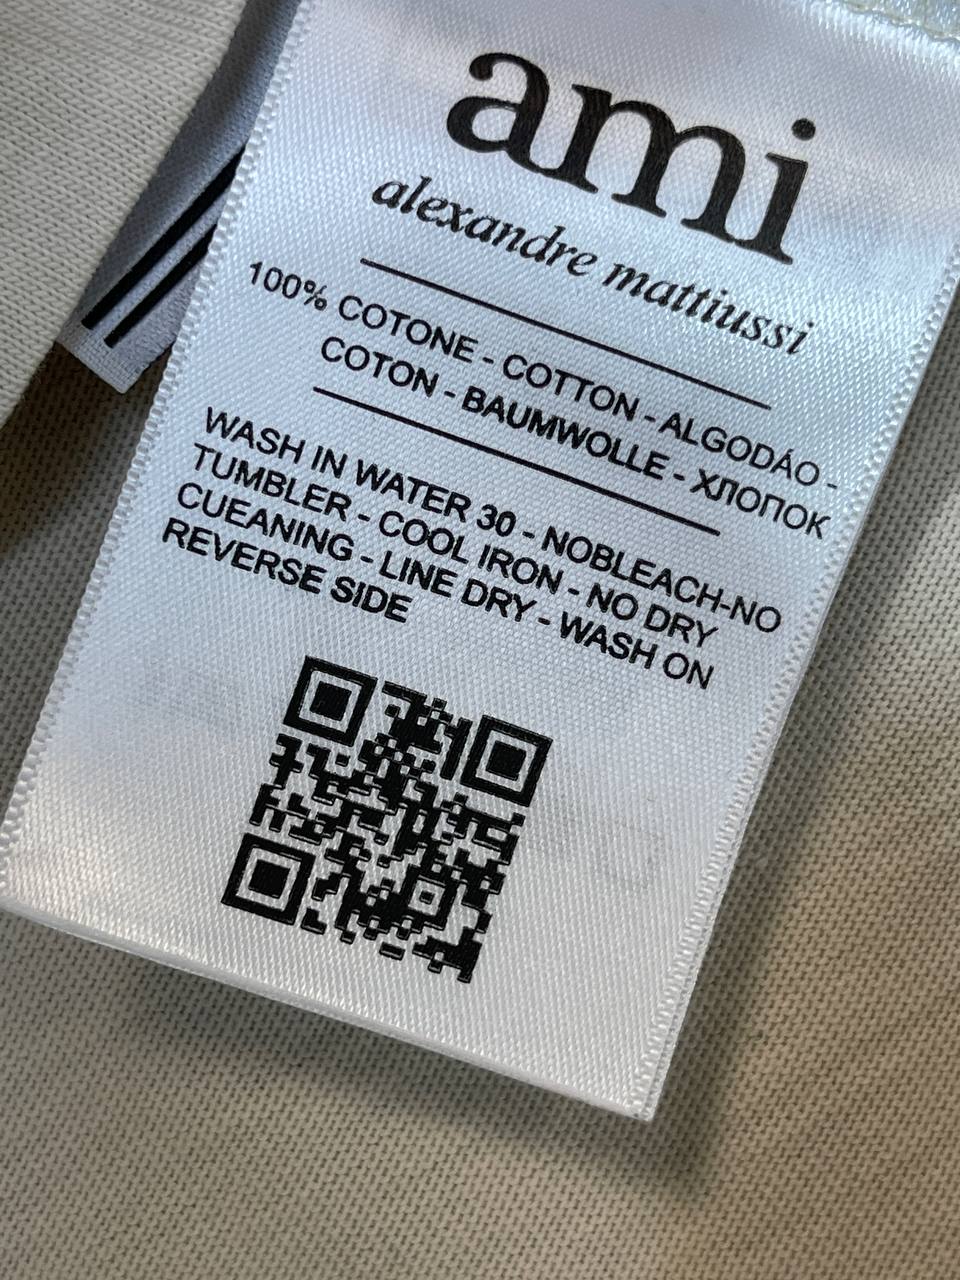 ami
alexandre mattiussi
100% COTONE - COTTON - ALGODÁO -
COTON - BAUMWOLLE - ХЛОПОК
WASH IN WATER 30 - NOBLEACH-NO
TUMBLER - COOL IRON - NO DRY
CUEANING - LINE DRY - WASH ON
REVERSE SIDE